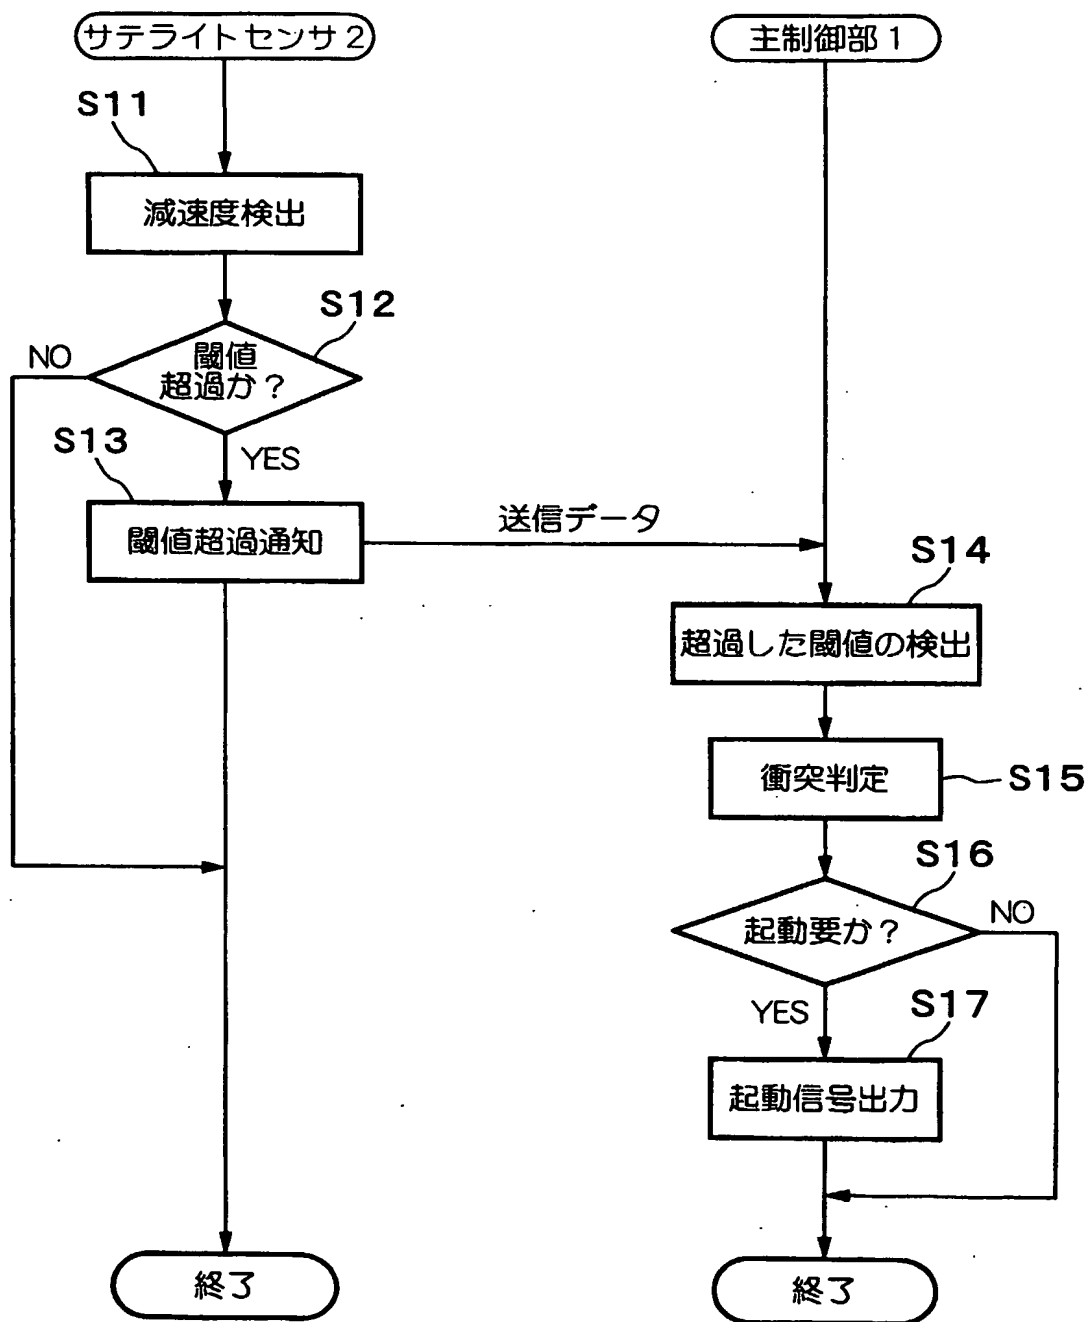 サテライトセンサ2
主制御部1
S11
減速度検出
S12
閾値
超過か?
NO
YES
S13
閾値超過通知
送信データ
S14
超過した閾値の検出
衝突判定
S15
S16
起動要か?
NO
YES
S17
起動信号出力
終了
終了